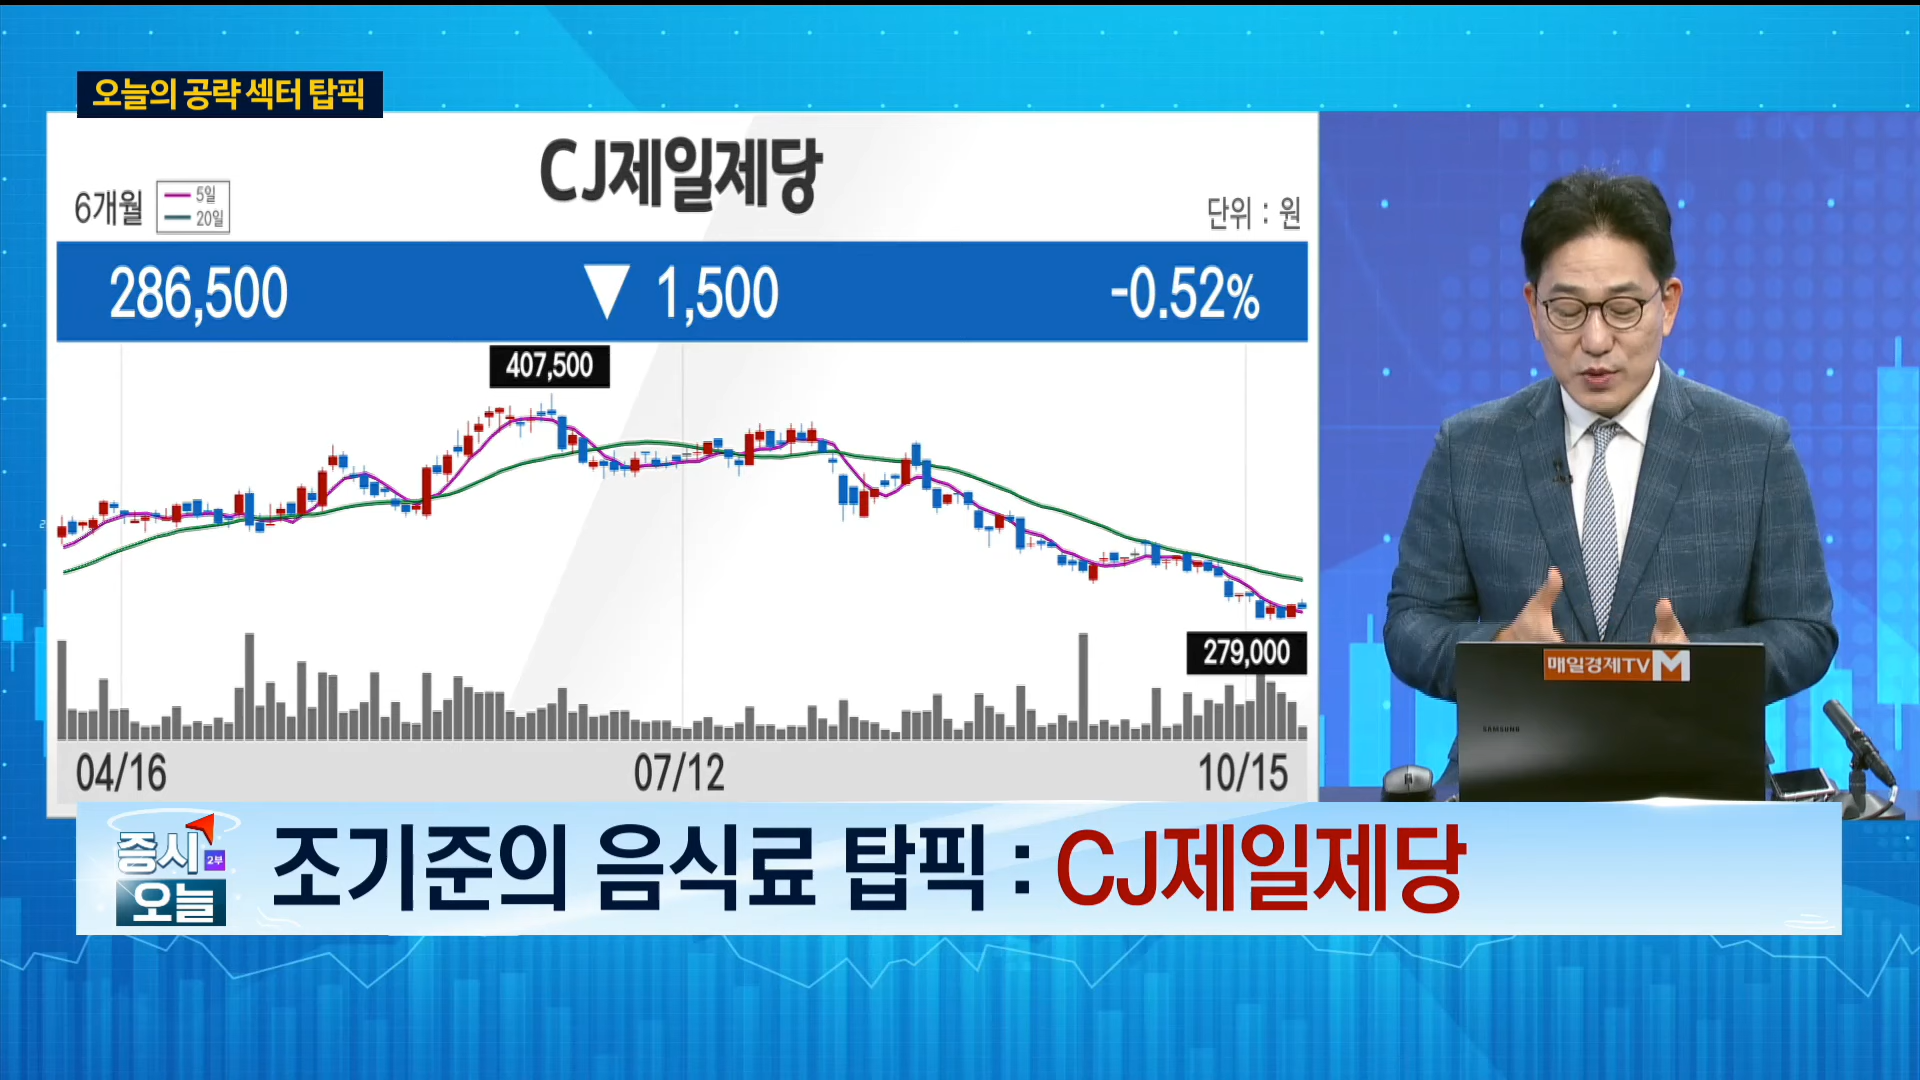 오늘의 공략 섹터 탑픽
CJ제일제당
6개월
5일
20일
단위 : 원
286,500 ▼ 1,500 -0.52%
407,500
279,000
04/16 07/12 10/15
매일경제TV M
SAMSUNG
증시 2부
오늘
조기준의 음식료 탑픽 : CJ제일제당